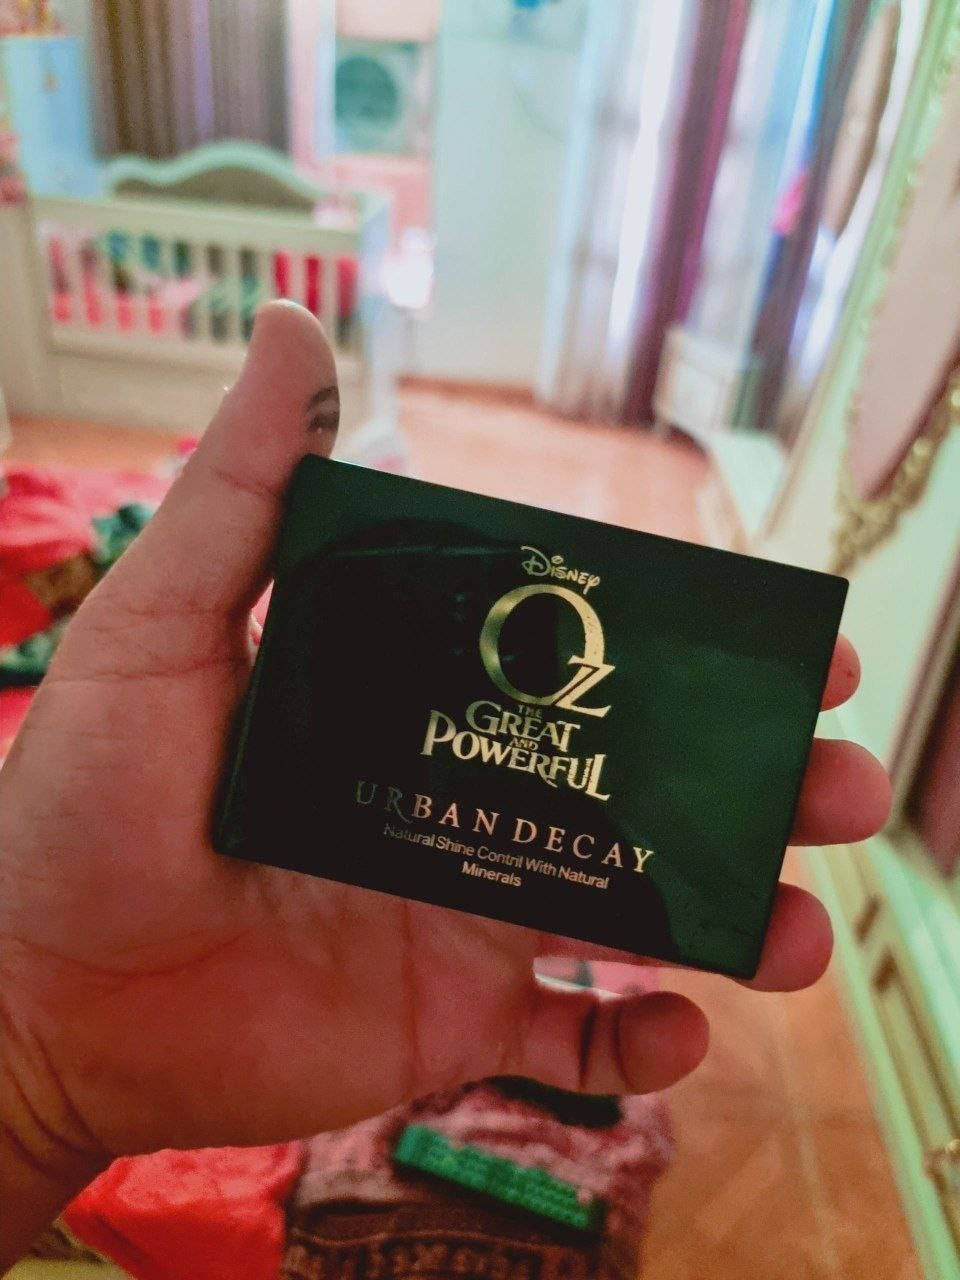 Disney
Oz
THE
GREAT
AND
POWERFUL
URBAN DECAY
Natural Shine Contril With Natural
Minerals